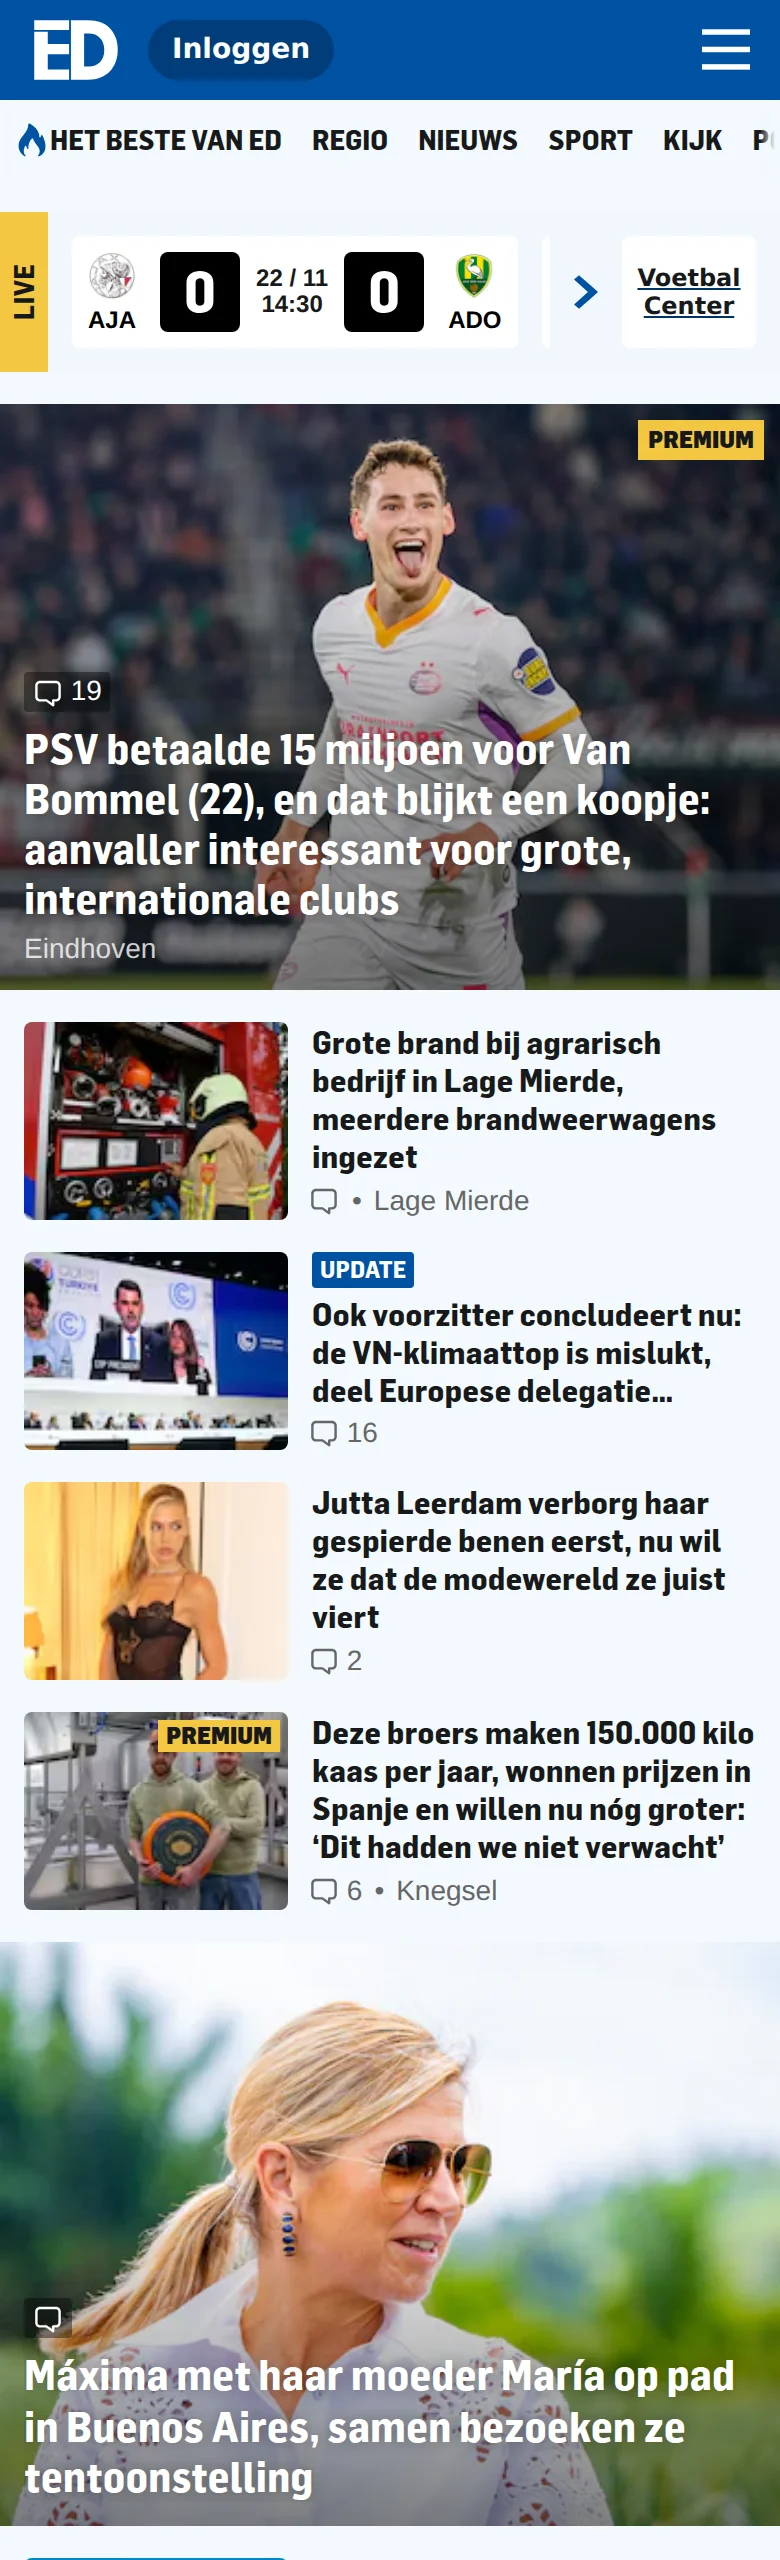 ED
Inloggen
HET BESTE VAN ED
REGIO
NIEUWS
SPORT
KIJK
LIVE
AJA
0
22 / 11
14:30
0
ADO
Voetbal
Center
PREMIUM
19
PSV betaalde 15 miljoen voor Van
Bommel (22), en dat blijkt een koopje:
aanvaller interessant voor grote,
internationale clubs
Eindhoven
Grote brand bij agrarisch
bedrijf in Lage Mierde,
meerdere brandweerwagens
ingezet
• Lage Mierde
UPDATE
Ook voorzitter concludeert nu:
de VN-klimaattop is mislukt,
deel Europese delegatie...
16
Jutta Leerdam verborg haar
gespierde benen eerst, nu wil
ze dat de modewereld ze juist
viert
2
PREMIUM
Deze broers maken 150.000 kilo
kaas per jaar, wonnen prijzen in
Spanje en willen nu nóg groter:
‘Dit hadden we niet verwacht’
6 • Knegsel
Máxima met haar moeder María op pad
in Buenos Aires, samen bezoeken ze
tentoonstelling